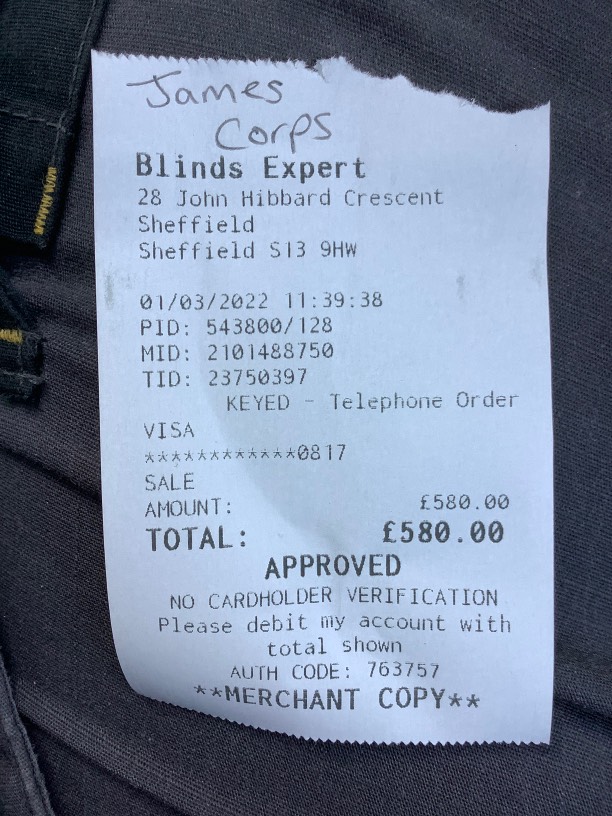 James
Corps
Blinds Expert
28 John Hibbard Crescent
Sheffield
Sheffield S13 9HW
01/03/2022 11:39:38
PID: 543800/128
MID: 2101488750
TID: 23750397
KEYED - Telephone Order
VISA
************0817
SALE
AMOUNT: £580.00
TOTAL: £580.00
APPROVED
NO CARDHOLDER VERIFICATION
Please debit my account with
total shown
AUTH CODE: 763757
**MERCHANT COPY**